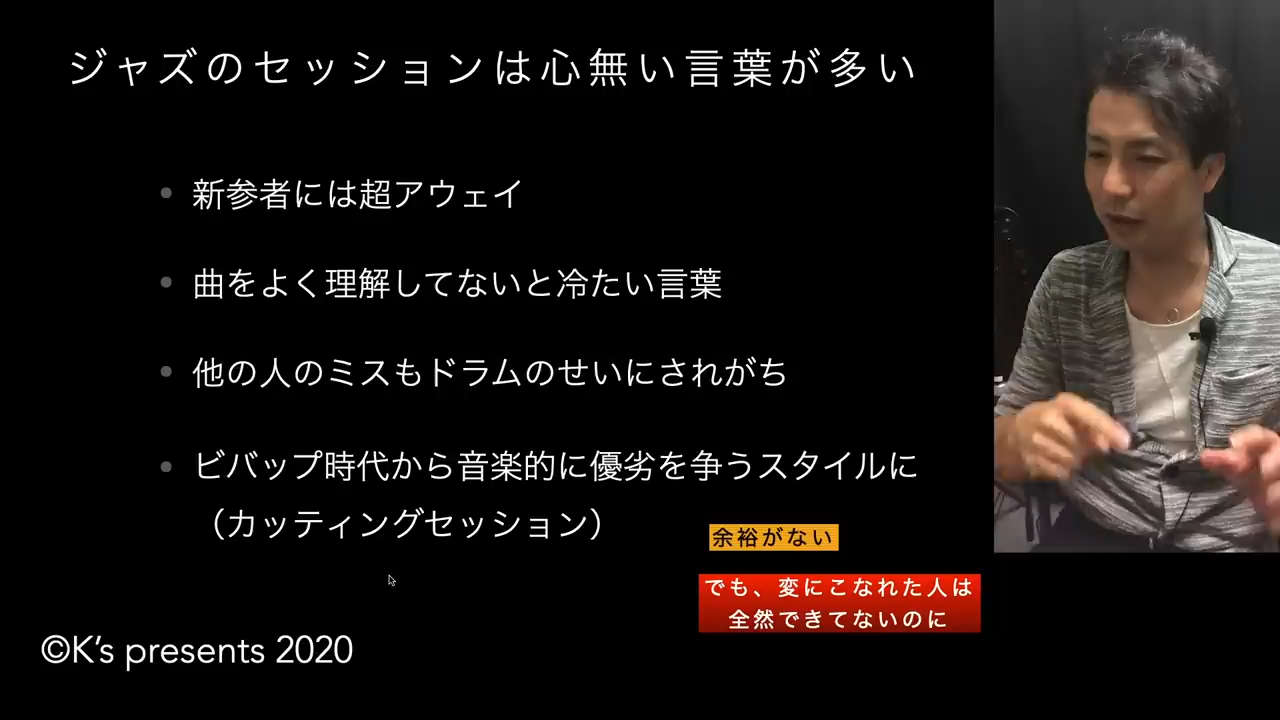 ジャズのセッションは心無い言葉が多い
• 新参者には超アウェイ
• 曲をよく理解してないと冷たい言葉
• 他の人のミスもドラムのせいにされがち
• ビバップ時代から音楽的に優劣を争うスタイルに
（カッティングセッション）
余裕がない
でも、変にこなれた人は
全然できてないのに
©K's presents 2020